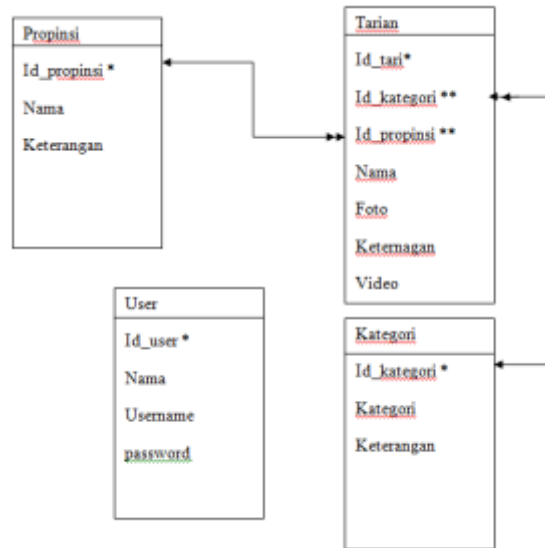 Propinsi
Id_propinsi *
Nama
Keterangan
Tarian
Id_tari*
Id_kategori **
Id_propinsi **
Nama
Foto
Keternagan
Video
User
Id_user *
Nama
Username
password
Kategori
Id_kategori *
Kategori
Keterangan